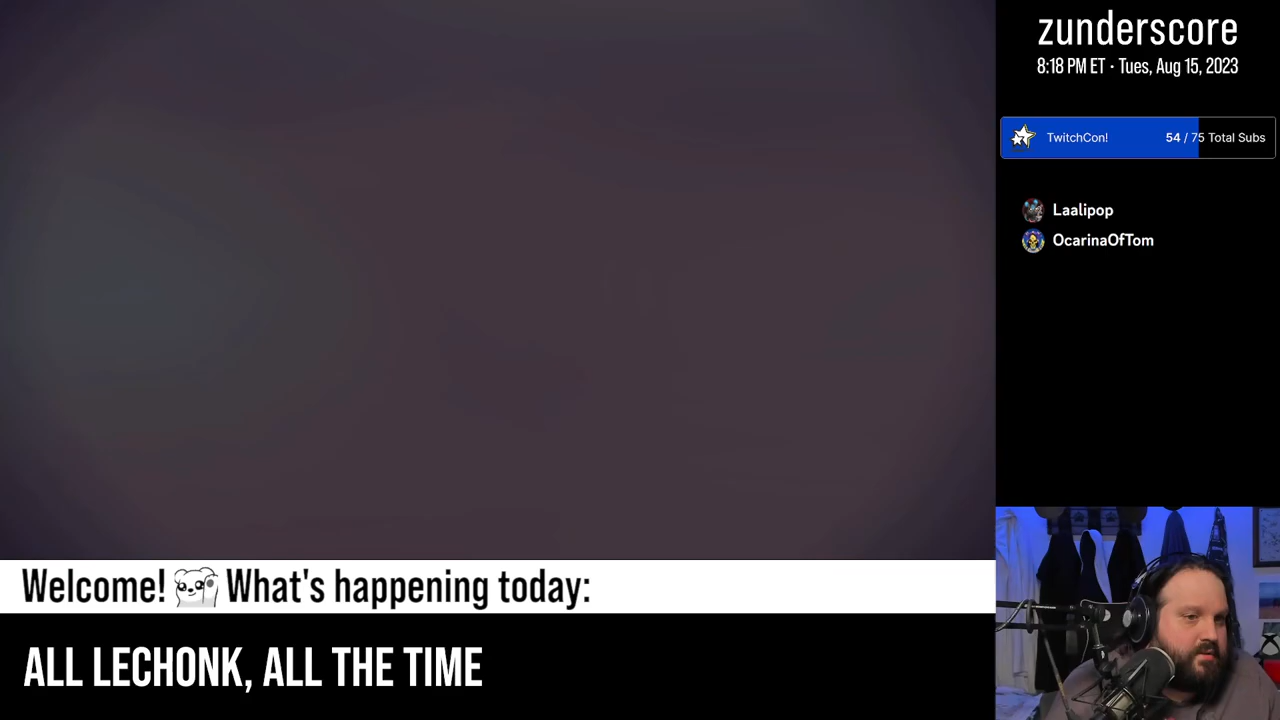 zunderscore
8:18 PM ET · Tues, Aug 15, 2023
TwitchCon! 54 / 75 Total Subs
Laalipop
OcarinaOfTom
Welcome! What's happening today:
ALL LECHONK, ALL THE TIME